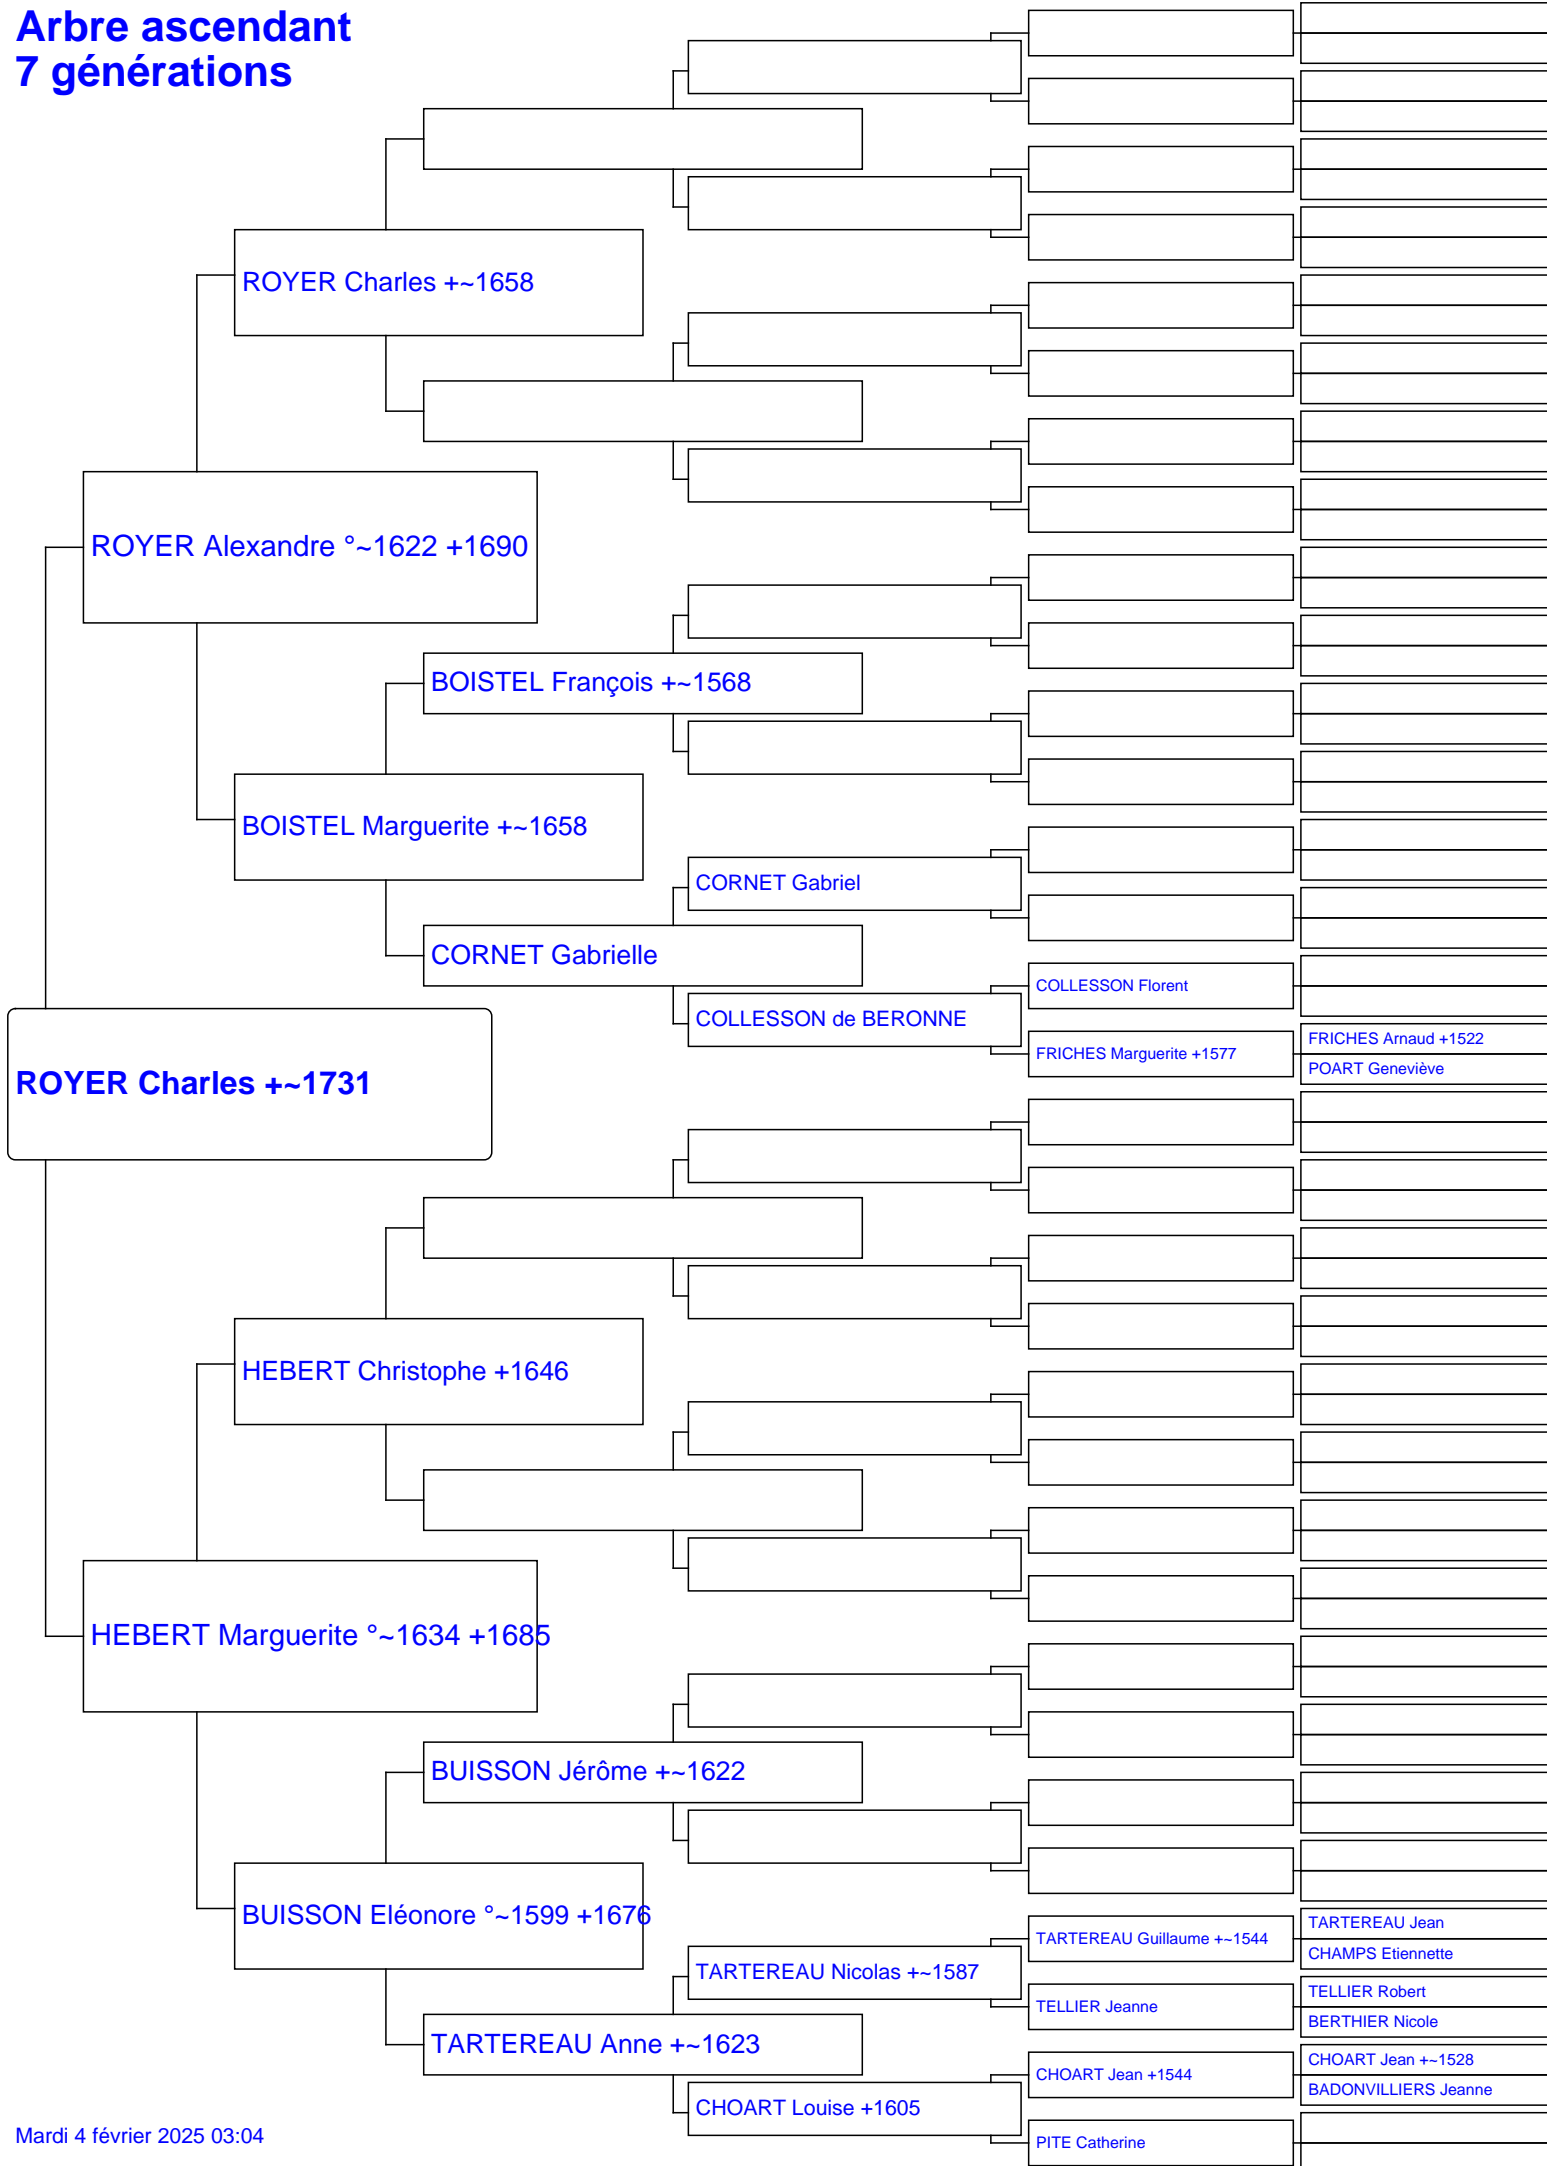 Arbre ascendant
7 générations
ROYER Charles +~1658
ROYER Alexandre °~1622 +1690
BOISTEL François +~1568
BOISTEL Marguerite +~1658
CORNET Gabriel
CORNET Gabrielle
COLLESSON Florent
COLLESSON de BERONNE
FRICHES Arnaud +1522
FRICHES Marguerite +1577
POART Geneviève
ROYER Charles +~1731
HEBERT Christophe +1646
HEBERT Marguerite °~1634 +1685
BUISSON Jérôme +~1622
BUISSON Eléonore °~1599 +1676
TARTEREAU Jean
TARTEREAU Guillaume +~1544
CHAMPS Etiennette
TARTEREAU Nicolas +~1587
TELLIER Robert
TELLIER Jeanne
BERTHIER Nicole
TARTEREAU Anne +~1623
CHOART Jean +~1528
CHOART Jean +1544
BADONVILLIERS Jeanne
CHOART Louise +1605
PITE Catherine
Mardi 4 février 2025 03:04